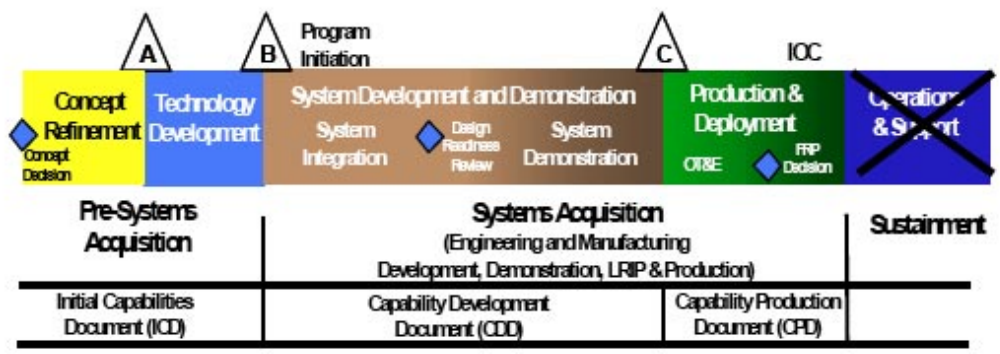 A
B
Program
Initiation
C
IOC
Concept
Refinement
Concept
Decision
Technology
Development
System Development and Demonstration
System
Integration
Design
Readiness
Review
System
Demonstration
Production &
Deployment
OT&E
FRP
Decision
Operations
& Support
Pre-Systems
Acquisition
Systems Acquisition
(Engineering and Manufacturing
Development, Demonstration, LRIP & Production)
Sustainment
Initial Capabilities
Document (ICD)
Capability Development
Document (CDD)
Capability Production
Document (CPD)